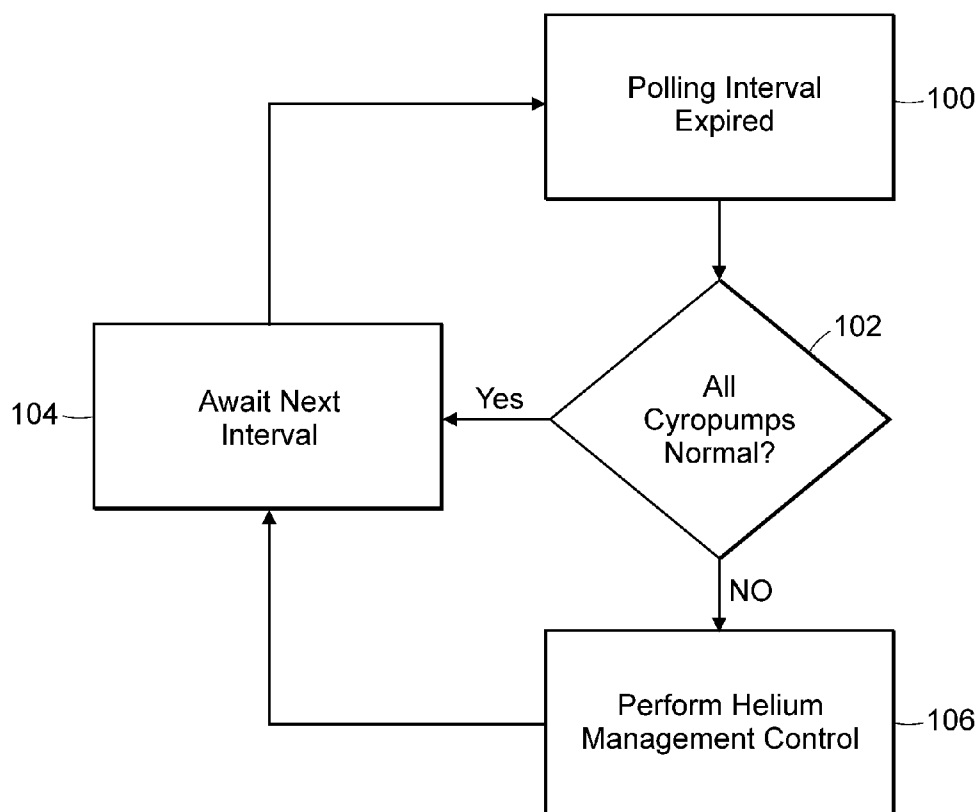 Polling Interval
Expired
100
102
All
Cyropumps
Normal?
Yes
104
Await Next
Interval
NO
Perform Helium
Management Control
106